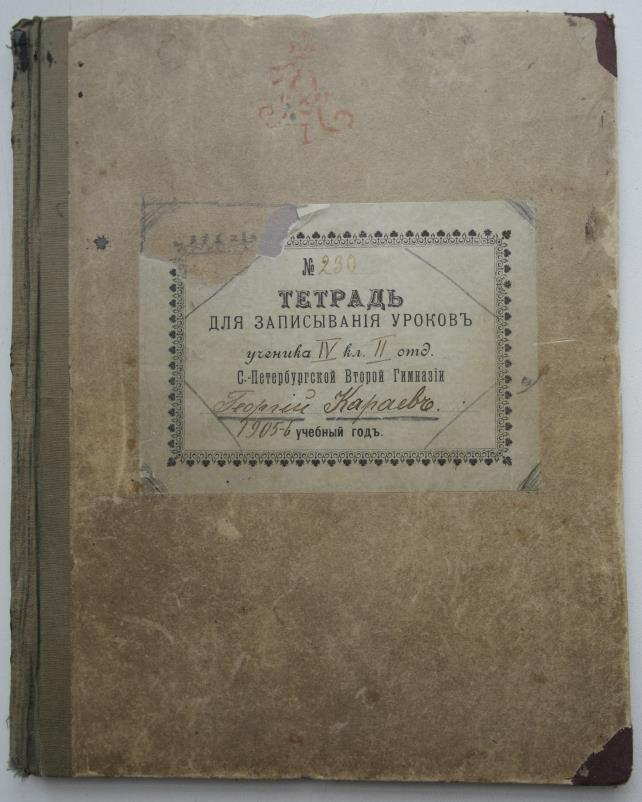 № 230
ТЕТРАДЬ
ДЛЯ ЗАПИСЫВАНІЯ УРОКОВЪ
ученика IV кл. II отд.
С.-Петербургской Второй Гимназіи
Георгій Караевъ.
1905-6 учебный годъ.